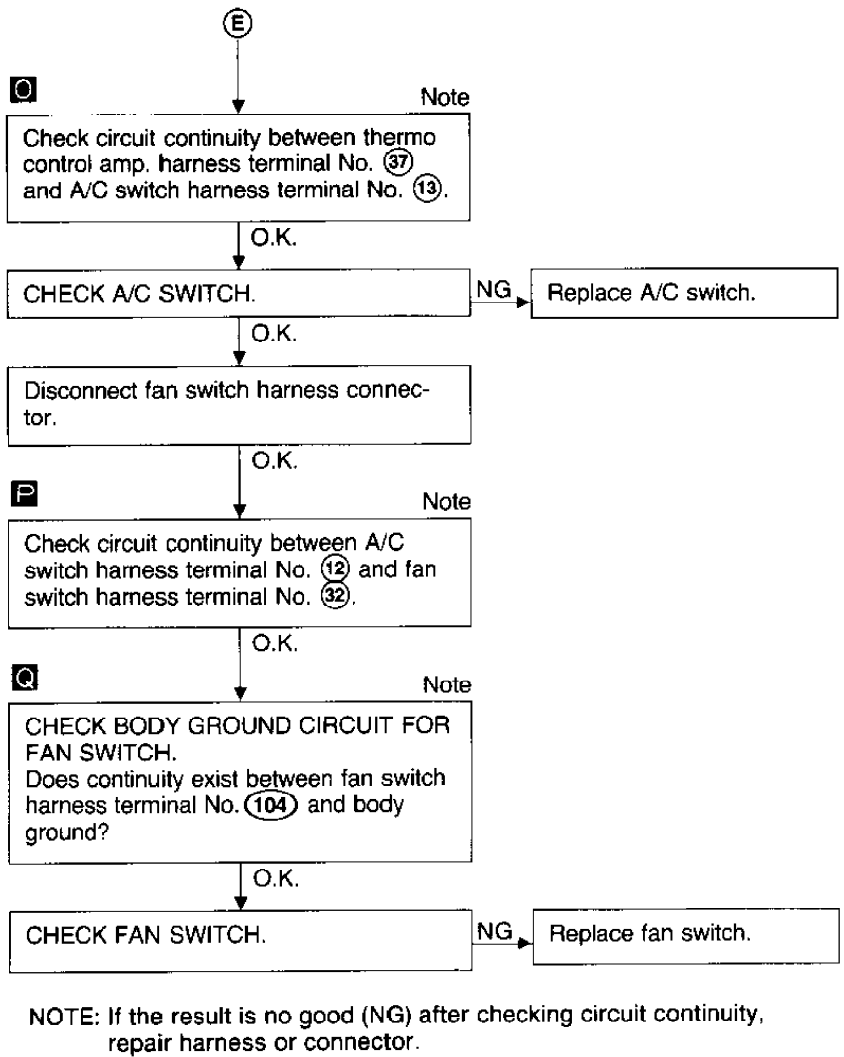 E
O
Note
Check circuit continuity between thermo
control amp. harness terminal No. 37
and A/C switch harness terminal No. 13.
O.K.
CHECK A/C SWITCH.
NG
Replace A/C switch.
O.K.
Disconnect fan switch harness connec-
tor.
O.K.
P
Note
Check circuit continuity between A/C
switch harness terminal No. 12 and fan
switch harness terminal No. 32.
O.K.
Q
Note
CHECK BODY GROUND CIRCUIT FOR
FAN SWITCH.
Does continuity exist between fan switch
harness terminal No. 104 and body
ground?
O.K.
CHECK FAN SWITCH.
NG
Replace fan switch.
NOTE: If the result is no good (NG) after checking circuit continuity,
repair harness or connector.